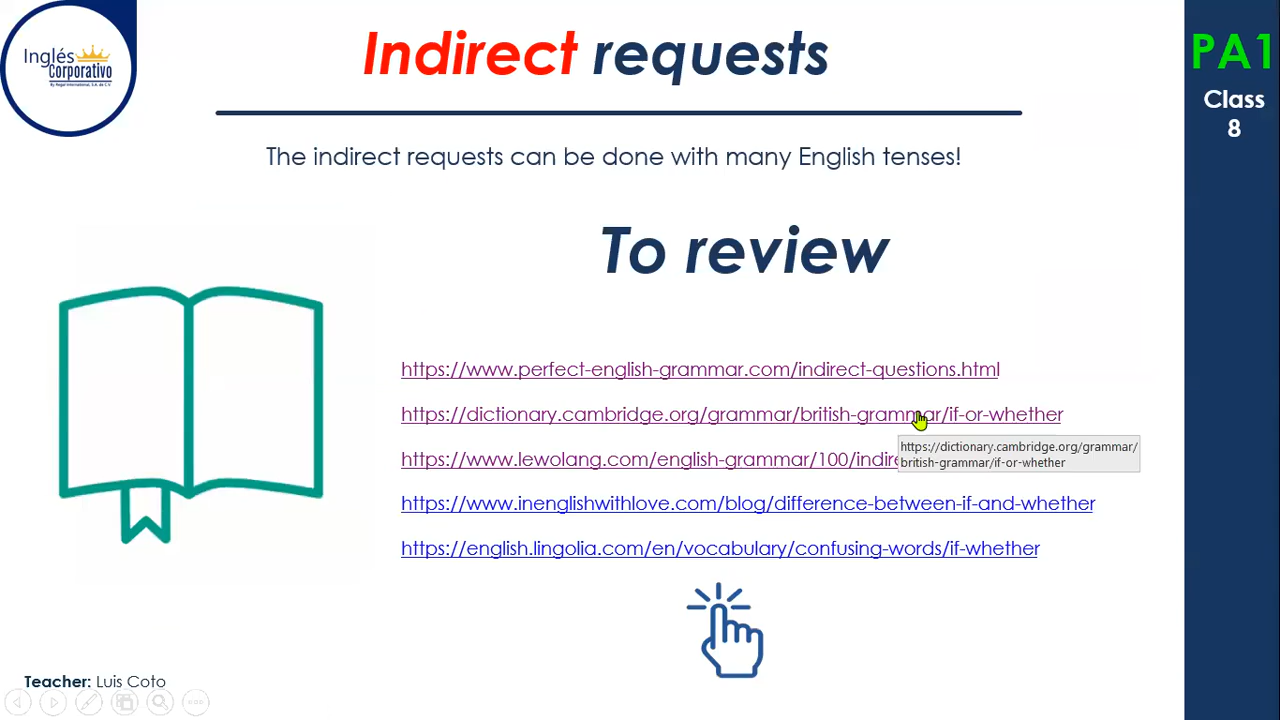 Inglés
Corporativo
By Regal International, S.A. de C.V.
Indirect requests
PA1
Class
8
The indirect requests can be done with many English tenses!
To review
https://www.perfect-english-grammar.com/indirect-questions.html
https://dictionary.cambridge.org/grammar/british-grammar/if-or-whether
https://dictionary.cambridge.org/grammar/
british-grammar/if-or-whether
https://www.lewolang.com/english-grammar/100/indire
https://www.inenglishwithlove.com/blog/difference-between-if-and-whether
https://english.lingolia.com/en/vocabulary/confusing-words/if-whether
Teacher: Luis Coto